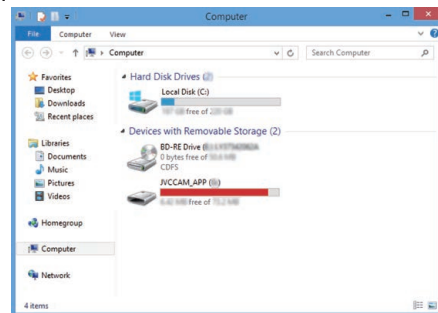 Computer
File Computer View
Computer
Search Computer
Favorites
Desktop
Downloads
Recent places
Libraries
Documents
Music
Pictures
Videos
Homegroup
Computer
Network
Hard Disk Drives
Local Disk (C:)
free of
Devices with Removable Storage (2)
BD-RE Drive
0 bytes free of
CDFS
JVCCAM_APP
free of
4 items